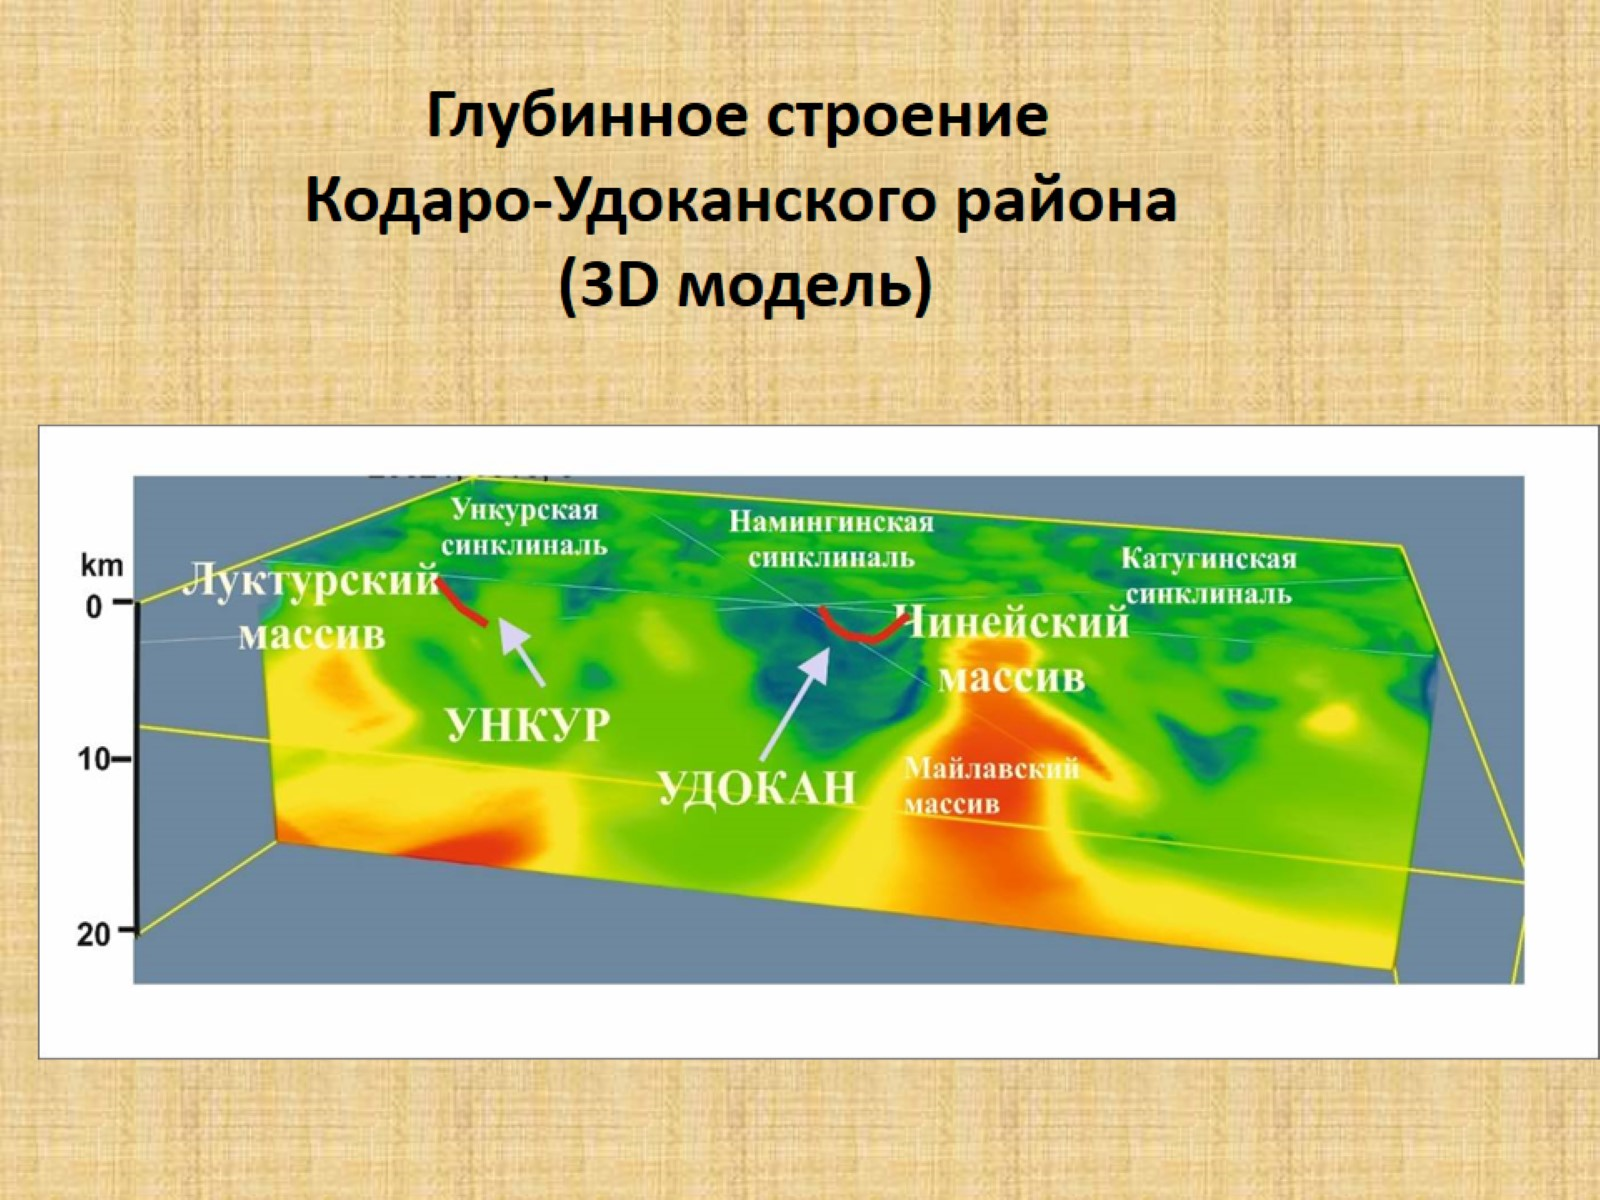 Глубинное строение
Кодаро-Удоканского района
(3D модель)
Ункурская
синклиналь
Намингинская
синклиналь
Катугинская
синклиналь
km
0
10
20
Луктурский
массив
Чинейский
массив
УНКУР
УДОКАН
Майлавский
массив